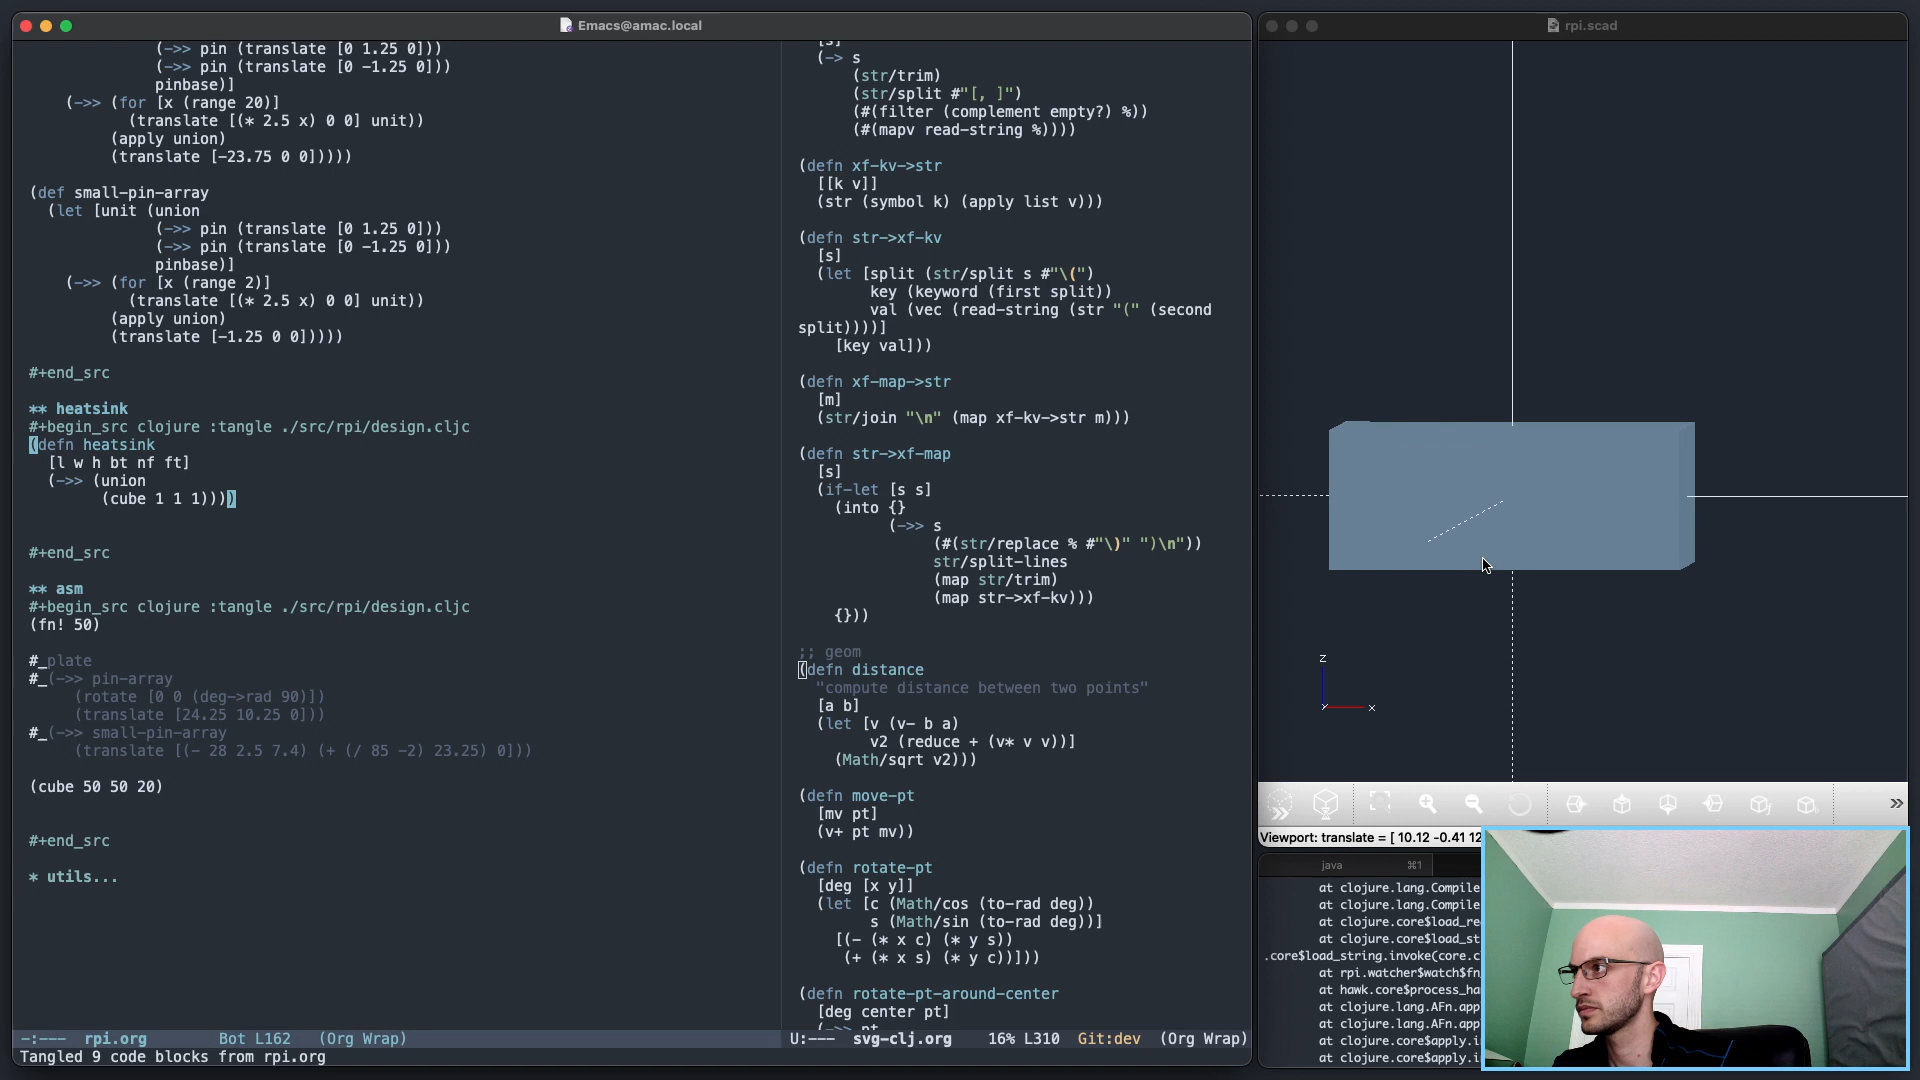 Emacs@amac.local
(->> pin (translate [0 1.25 0]))
(->> pin (translate [0 -1.25 0]))
pinbase)]
(->> (for [x (range 20)]
(translate [(* 2.5 x) 0 0] unit))
(apply union)
(translate [-23.75 0 0]))))
(def small-pin-array
(let [unit (union
(->> pin (translate [0 1.25 0]))
(->> pin (translate [0 -1.25 0]))
pinbase)]
(->> (for [x (range 2)]
(translate [(* 2.5 x) 0 0] unit))
(apply union)
(translate [-1.25 0 0]))))
#+end_src
** heatsink
#+begin_src clojure :tangle ./src/rpi/design.cljc
(defn heatsink
[l w h bt nf ft]
(->> (union
(cube 1 1 1))))
#+end_src
** asm
#+begin_src clojure :tangle ./src/rpi/design.cljc
(fn! 50)
#_plate
#_(->> pin-array
(rotate [0 0 (deg->rad 90)])
(translate [24.25 10.25 0]))
#_(->> small-pin-array
(translate [(- 28 2.5 7.4) (+ (/ 85 -2) 23.25) 0]))
(cube 50 50 20)
#+end_src
* utils...
-:--- rpi.org Bot L162 (Org Wrap)
Tangled 9 code blocks from rpi.org
[s]
(-> s
(str/trim)
(str/split #"[, ]")
(#(filter (complement empty?) %))
(#(mapv read-string %))))
(defn xf-kv->str
[[k v]]
(str (symbol k) (apply list v)))
(defn str->xf-kv
[s]
(let [split (str/split s #"\(")
key (keyword (first split))
val (vec (read-string (str "(" (second
split))))]
[key val]))
(defn xf-map->str
[m]
(str/join "\n" (map xf-kv->str m)))
(defn str->xf-map
[s]
(if-let [s s]
(into {}
(->> s
(#(str/replace % #"\)" ")\n"))
str/split-lines
(map str/trim)
(map str->xf-kv)))
{}))
;; geom
(defn distance
"compute distance between two points"
[a b]
(let [v (v- b a)
v2 (reduce + (v* v v))]
(Math/sqrt v2)))
(defn move-pt
[mv pt]
(v+ pt mv))
(defn rotate-pt
[deg [x y]]
(let [c (Math/cos (to-rad deg))
s (Math/sin (to-rad deg))]
[(- (* x c) (* y s))
(+ (* x s) (* y c))]))
(defn rotate-pt-around-center
[deg center pt]
(->> pt
U:--- svg-clj.org 16% L310 Git:dev (Org Wrap)
rpi.scad
z
x
Viewport: translate = [ 10.12 -0.41 12
java ⌘1
at clojure.lang.Compile
at clojure.lang.Compile
at clojure.core$load_re
at clojure.core$load_st
.core$load_string.invoke(core.c
at rpi.watcher$watch$fn
at hawk.core$process_ha
at clojure.lang.AFn.app
at clojure.lang.AFn.app
at clojure.core$apply.i
at clojure.core$apply.i